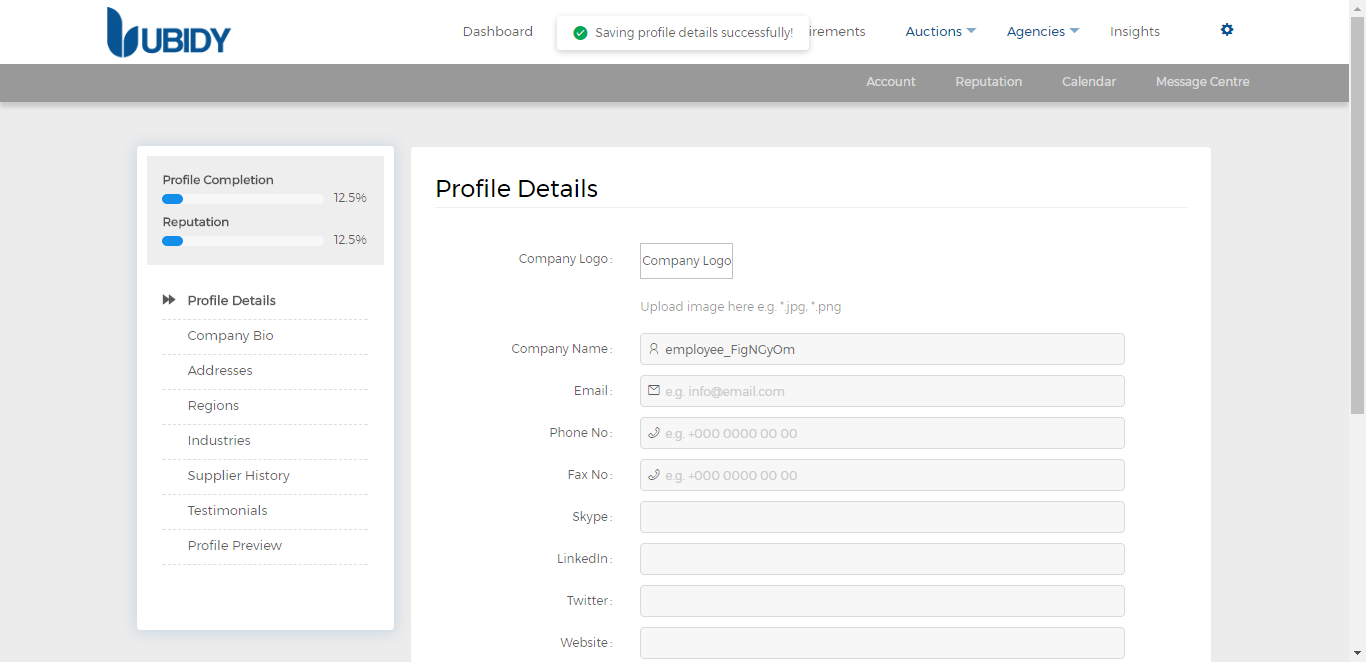 UBIDY
Dashboard
Saving profile details successfully!
irements
Auctions
Agencies
Insights
Account
Reputation
Calendar
Message Centre
Profile Completion
12.5%
Reputation
12.5%
Profile Details
Company Bio
Addresses
Regions
Industries
Supplier History
Testimonials
Profile Preview
Profile Details
Company Logo :
Company Logo
Upload image here e.g. *.jpg, *.png
Company Name :
employee_FigNGyOm
Email :
e.g. info@email.com
Phone No :
e.g. +000 0000 00 00
Fax No :
e.g. +000 0000 00 00
Skype :
LinkedIn :
Twitter :
Website :